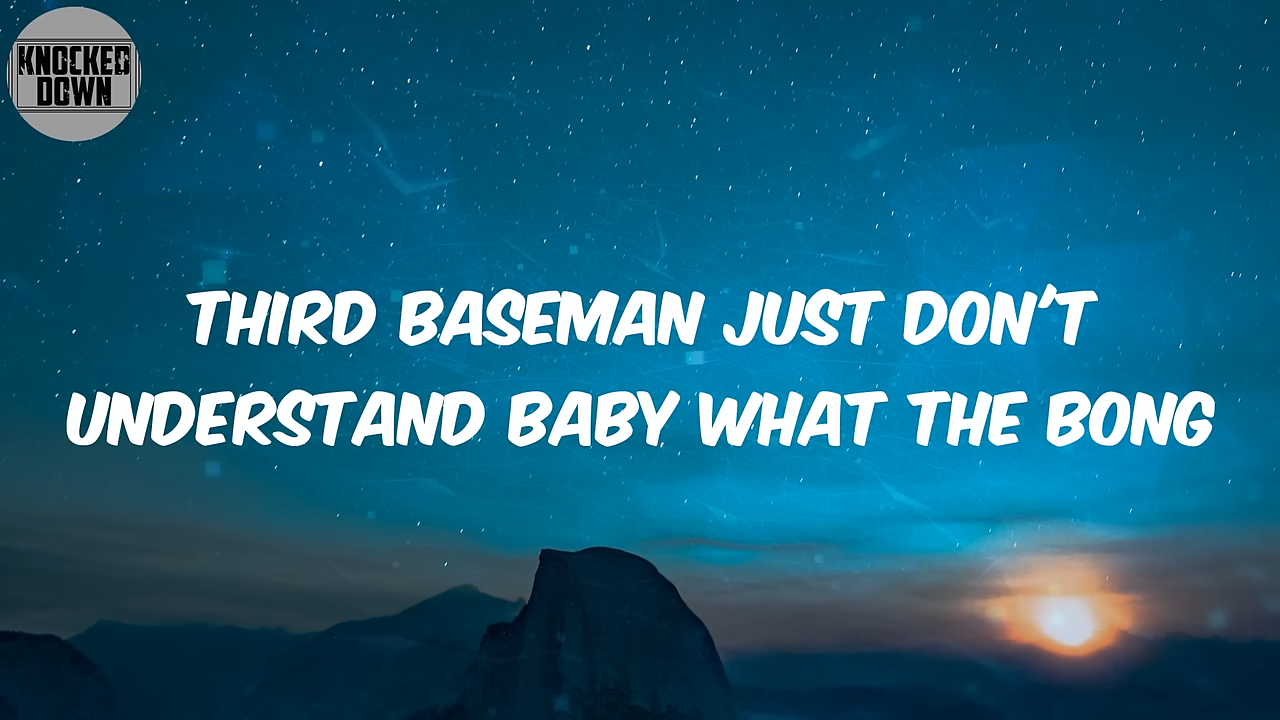 KNOCKED
DOWN
THIRD BASEMAN JUST DON'T
UNDERSTAND BABY WHAT THE BONG